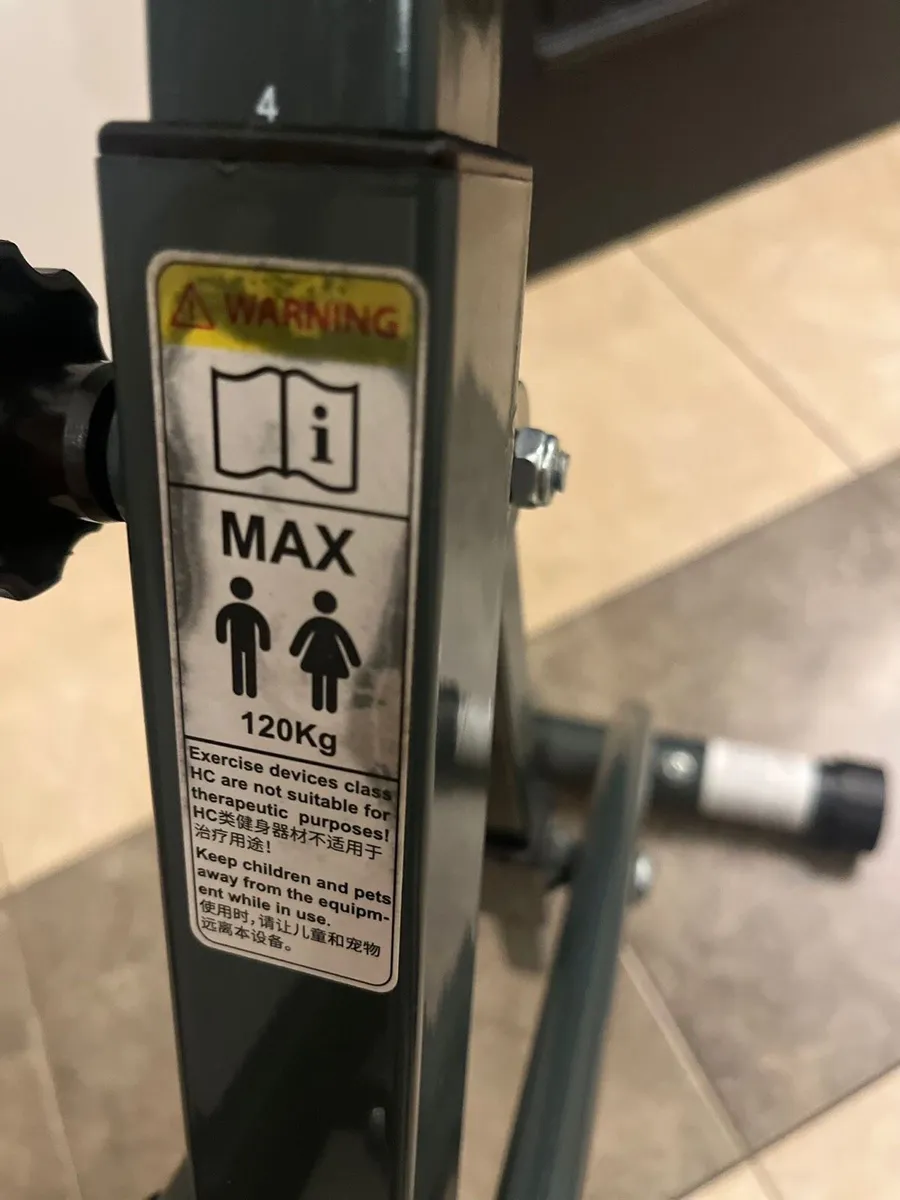 4
WARNING
i
MAX
120Kg
Exercise devices class
HC are not suitable for
therapeutic purposes!
HC类健身器材不适用于
治疗用途!
Keep children and pets
away from the equipm-
ent while in use.
使用时,请让儿童和宠物
远离本设备。